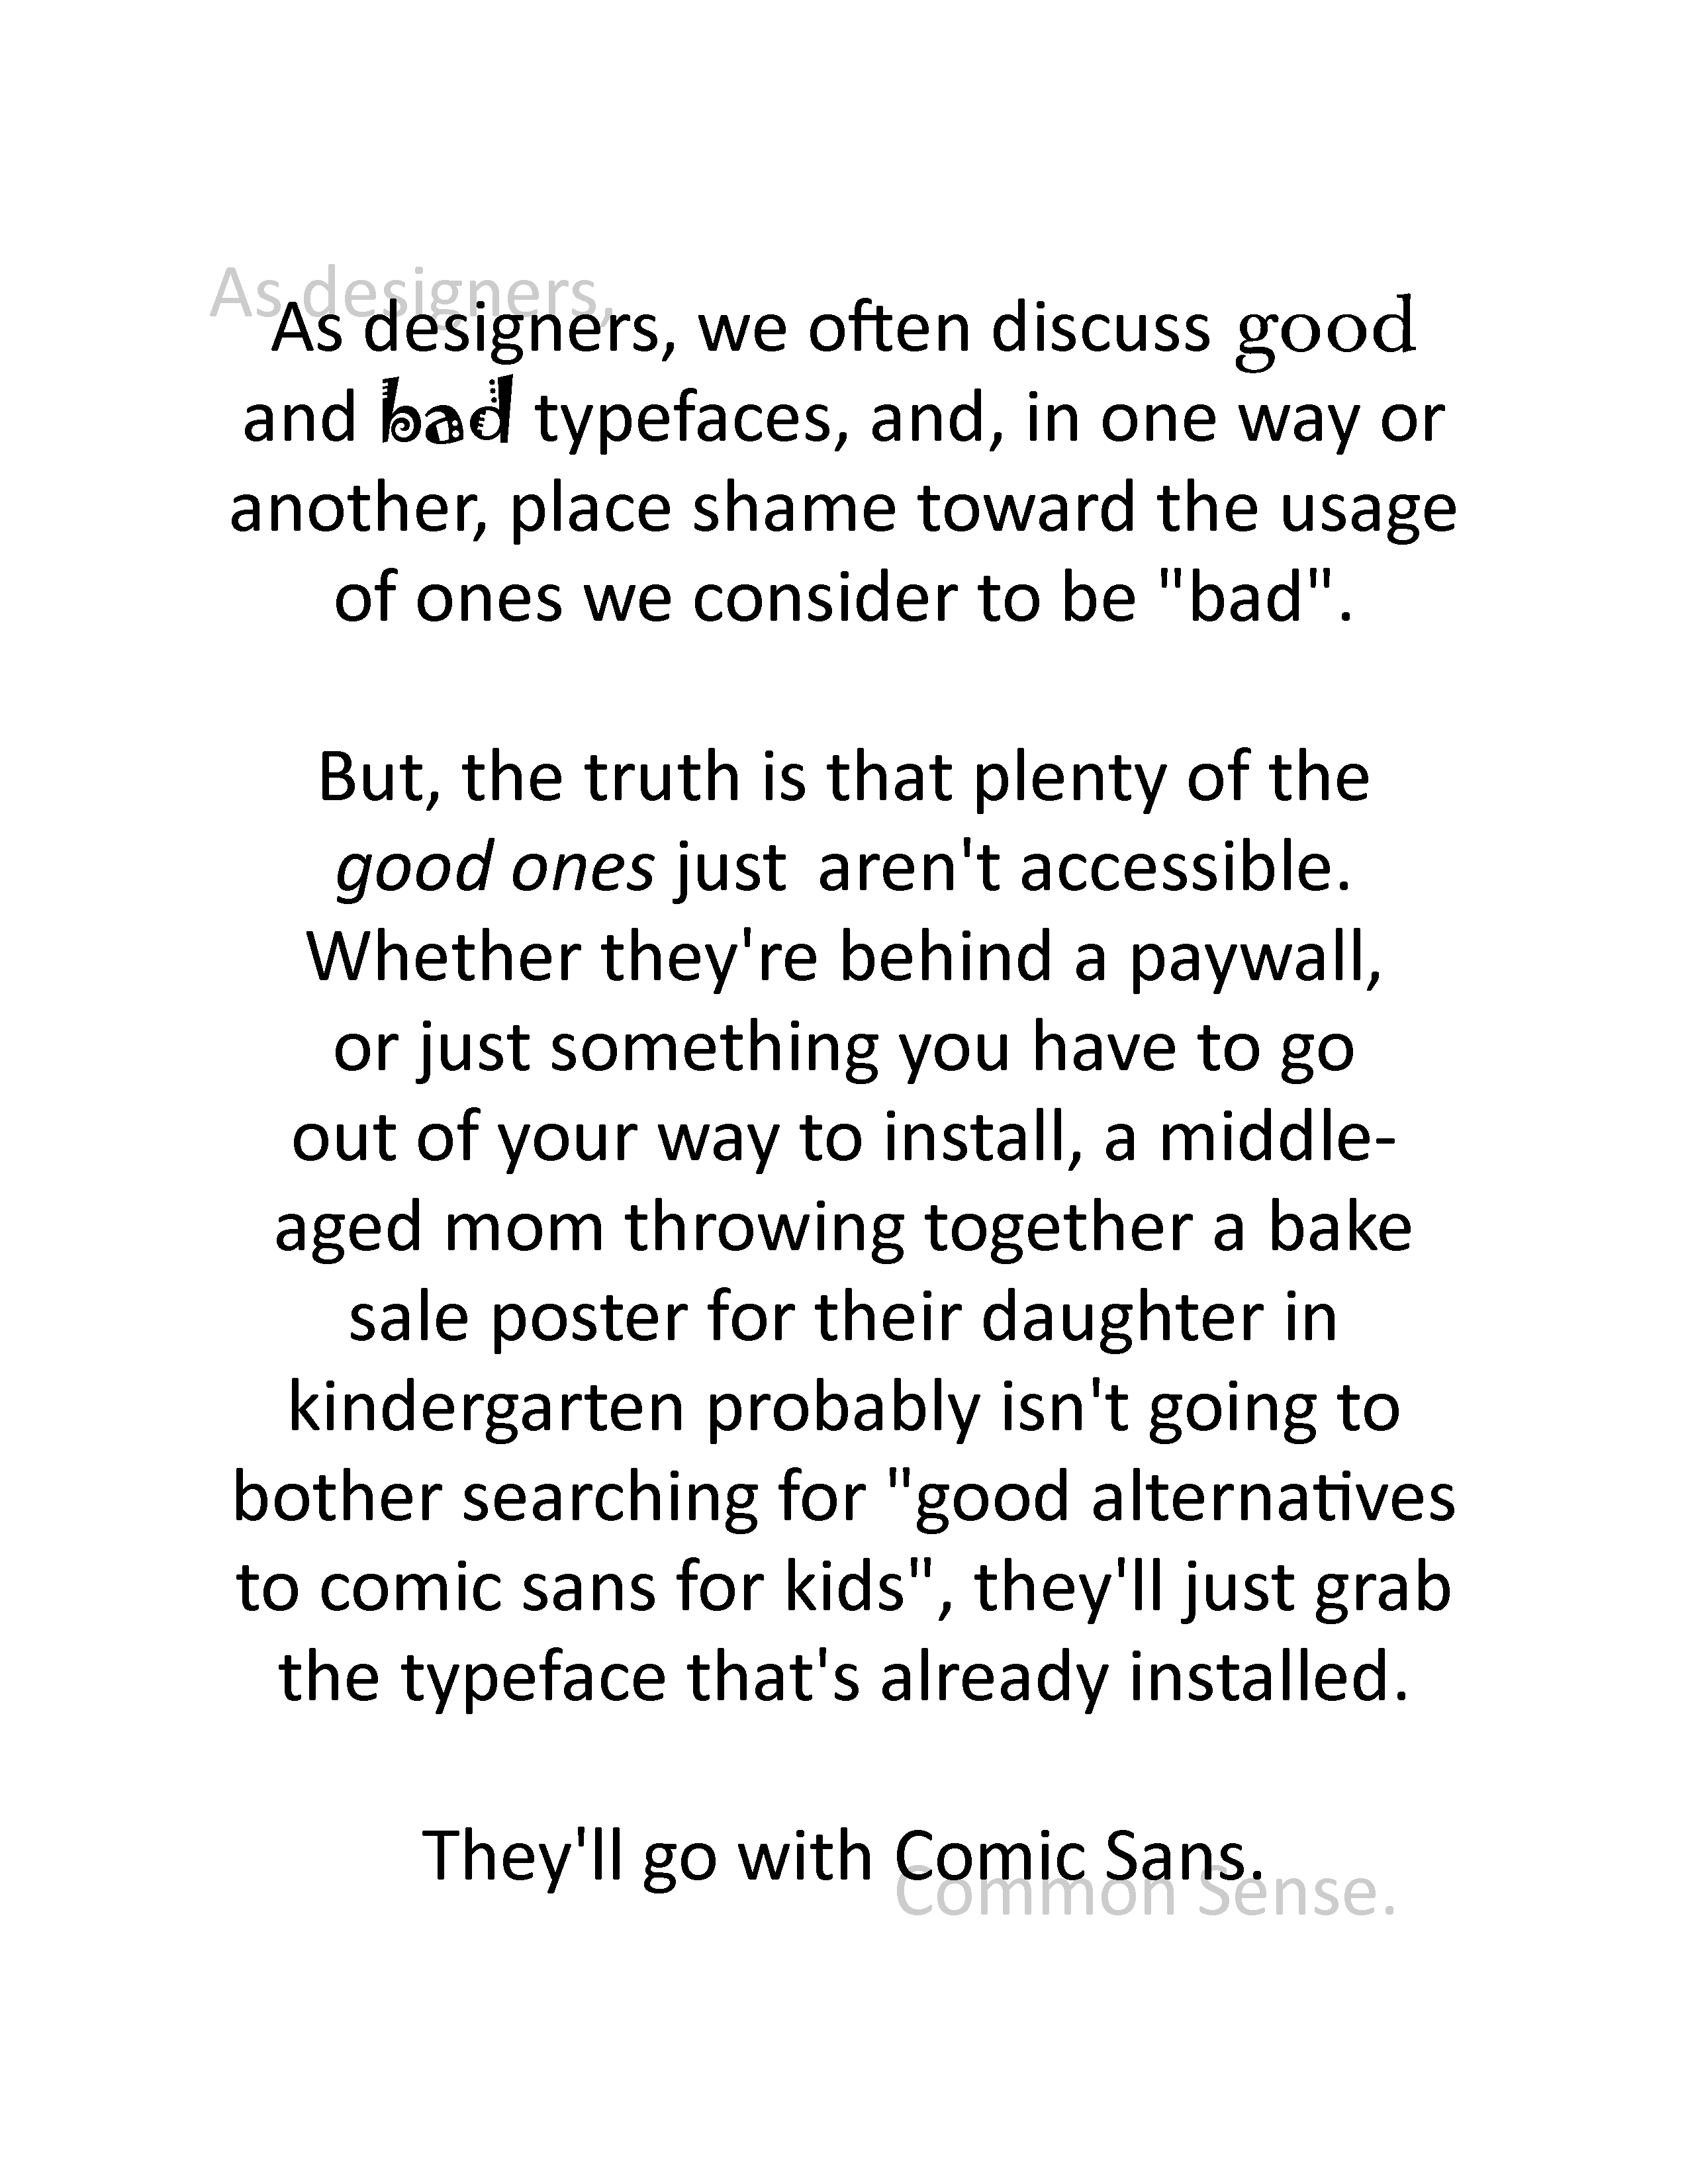 As designers,
As designers, we often discuss good
and bad typefaces, and, in one way or
another, place shame toward the usage
of ones we consider to be "bad".
But, the truth is that plenty of the
good ones just aren't accessible.
Whether they're behind a paywall,
or just something you have to go
out of your way to install, a middle-
aged mom throwing together a bake
sale poster for their daughter in
kindergarten probably isn't going to
bother searching for "good alternatives
to comic sans for kids", they'll just grab
the typeface that's already installed.
They'll go with Comic Sans.
Common Sense.